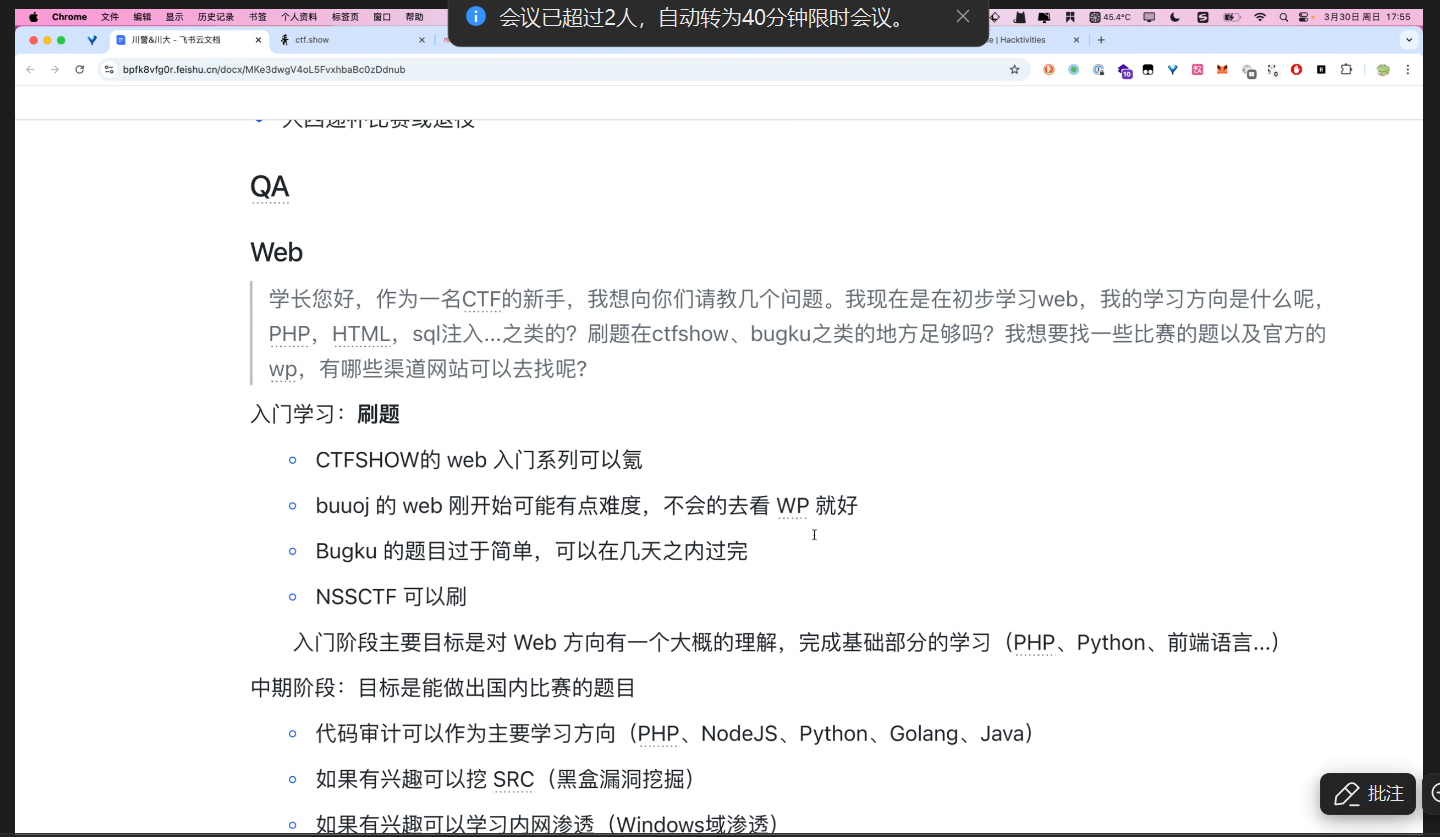 会议已超过2人，自动转为40分钟限时会议。
Chrome 文件 编辑 显示 历史记录 书签 个人资料 标签页 窗口 帮助
45.4°C 3月30日 周日 17:55
川警&川大 - 飞书云文档
ctf.show
| Hacktivities
bpfk8vfg0r.feishu.cn/docx/MKe3dwgV4oL5FvxhbaBc0zDdnub
10
QA
Web
学长您好，作为一名CTF的新手，我想向你们请教几个问题。我现在是在初步学习web，我的学习方向是什么呢，
PHP，HTML，sql注入...之类的？刷题在ctfshow、bugku之类的地方足够吗？我想要找一些比赛的题以及官方的
wp，有哪些渠道网站可以去找呢？
入门学习：刷题
CTFSHOW的 web 入门系列可以氪
buuoj 的 web 刚开始可能有点难度，不会的去看 WP 就好
Bugku 的题目过于简单，可以在几天之内过完
NSSCTF 可以刷
入门阶段主要目标是对 Web 方向有一个大概的理解，完成基础部分的学习（PHP、Python、前端语言...）
中期阶段：目标是能做出国内比赛的题目
代码审计可以作为主要学习方向（PHP、NodeJS、Python、Golang、Java）
如果有兴趣可以挖 SRC（黑盒漏洞挖掘）
如果有兴趣可以学习内网渗透（Windows域渗透）
批注